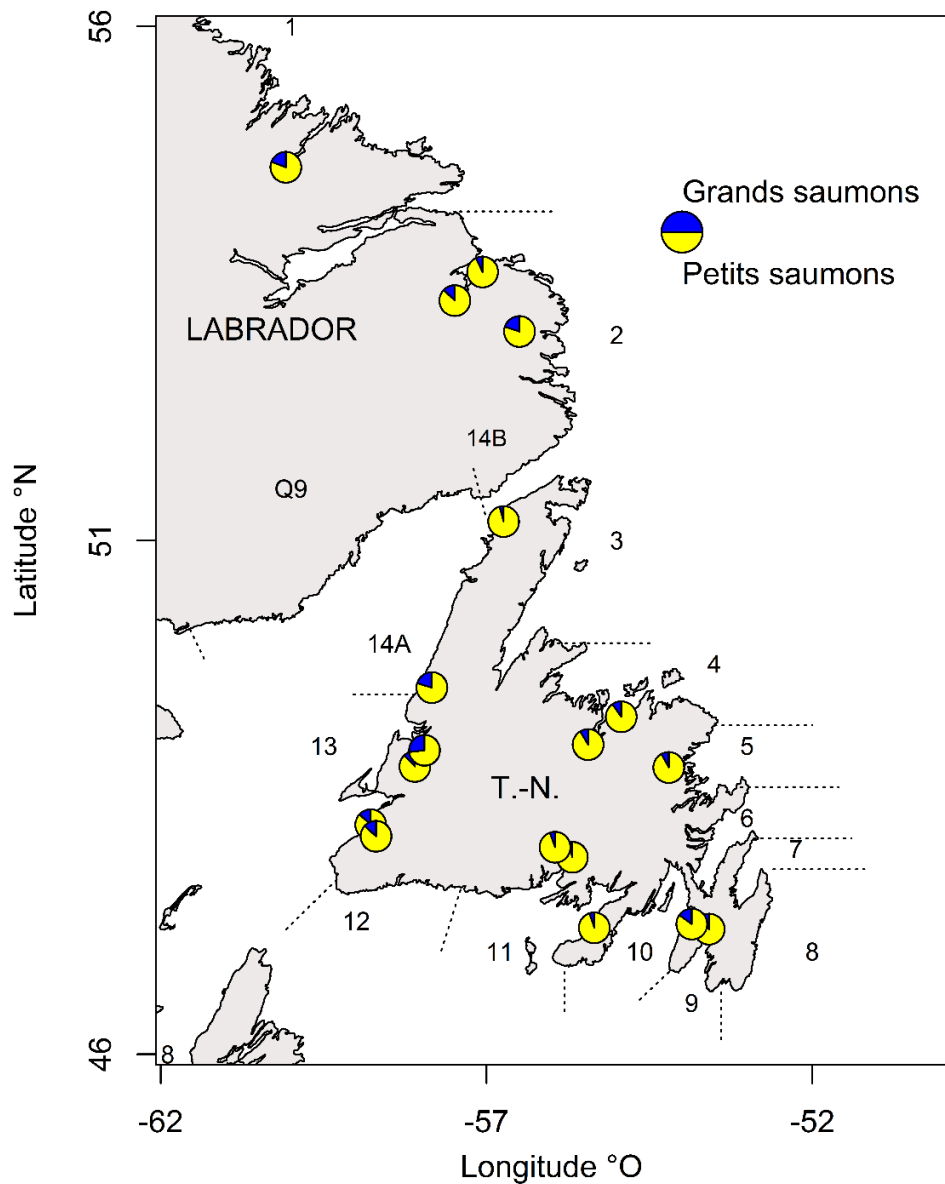 56
1
Grands saumons
Petits saumons
LABRADOR
2
14B
Q9
51
3
14A
4
13
5
T.-N.
6
7
12
11
10
8
9
46
8
-62
-57
-52
Latitude °N
Longitude °O